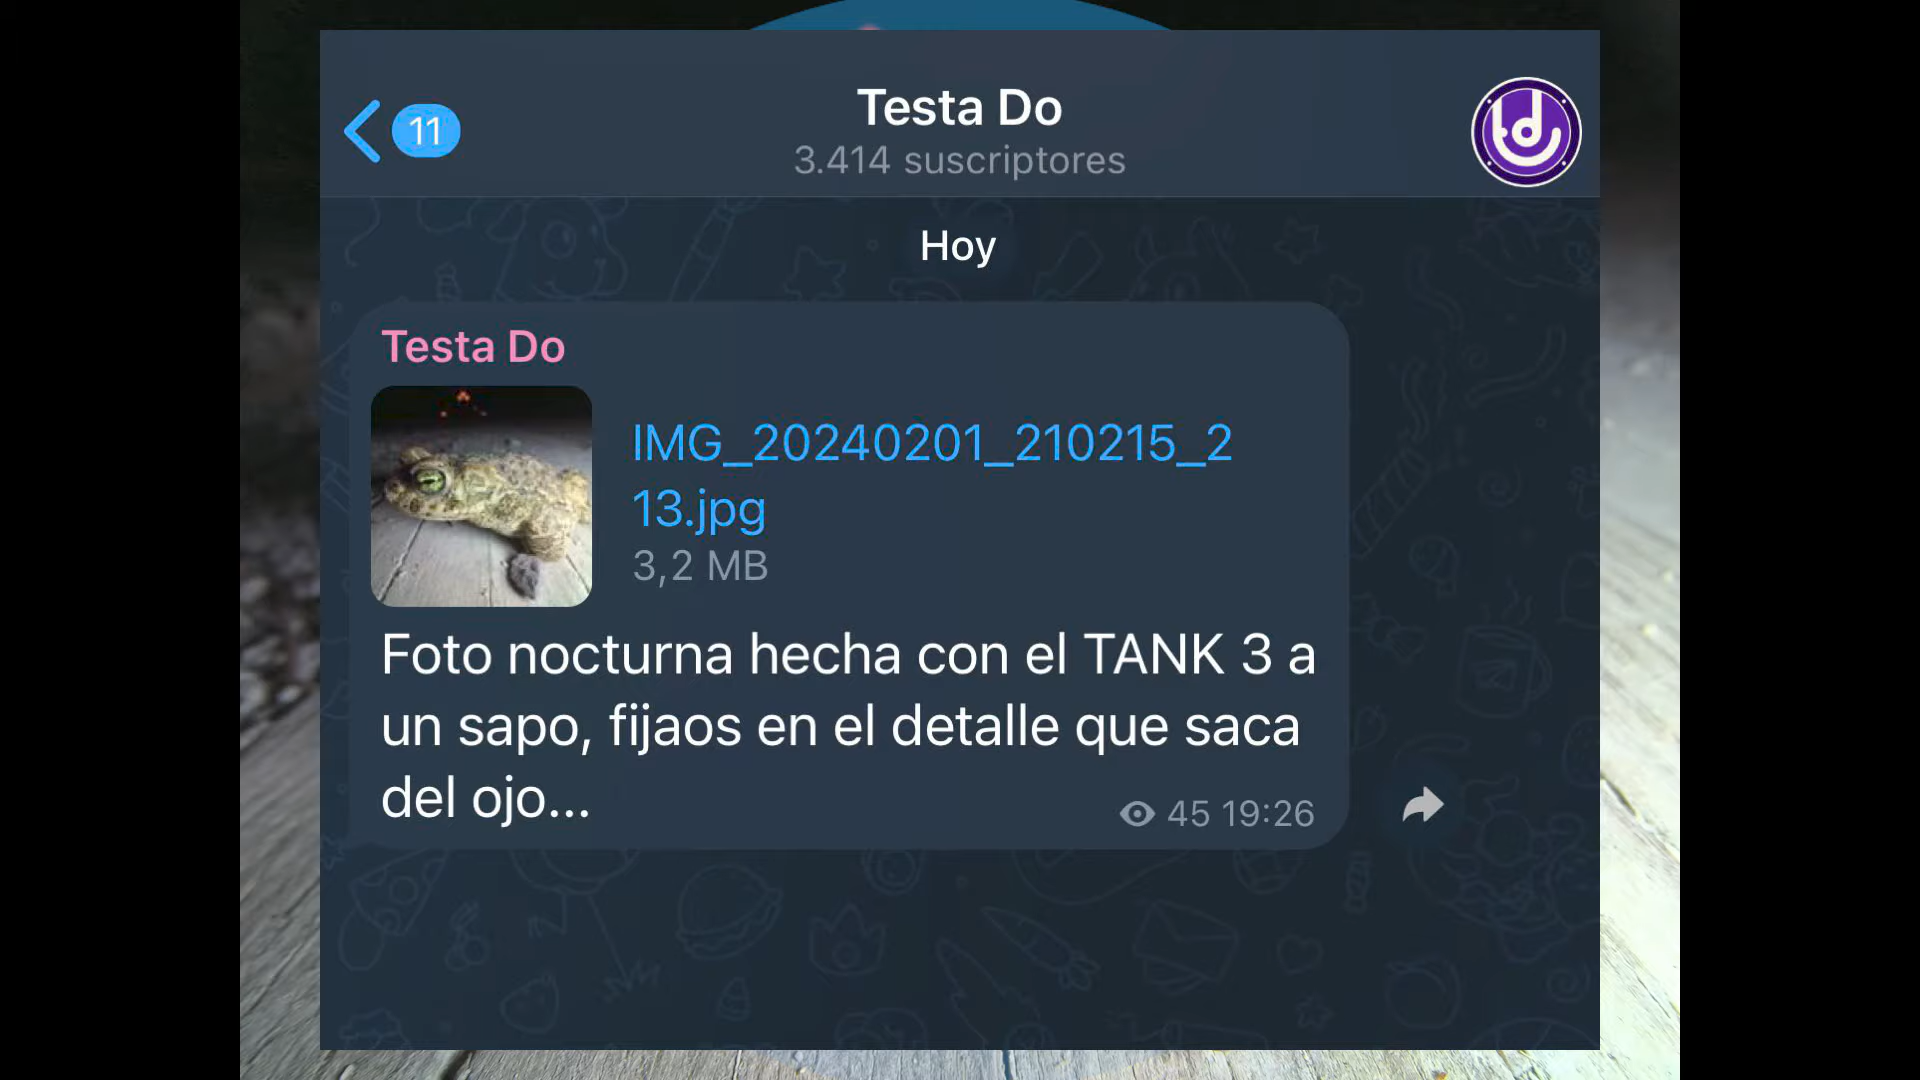 11
Testa Do
3.414 suscriptores
Hoy
Testa Do
IMG_20240201_210215_2
13.jpg
3,2 MB
Foto nocturna hecha con el TANK 3 a
un sapo, fijaos en el detalle que saca
del ojo...
45 19:26